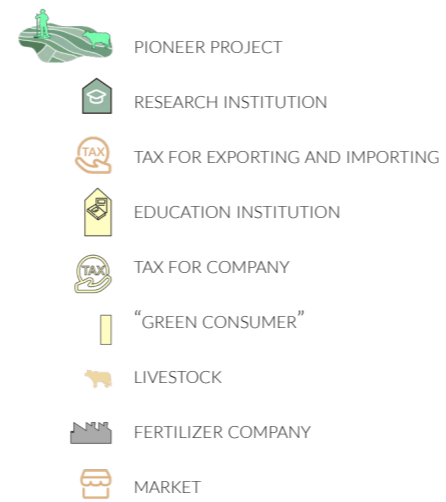 PIONEER PROJECT
RESEARCH INSTITUTION
TAX
TAX FOR EXPORTING AND IMPORTING
EDUCATION INSTITUTION
TAX
TAX FOR COMPANY
“GREEN CONSUMER”
LIVESTOCK
FERTILIZER COMPANY
MARKET